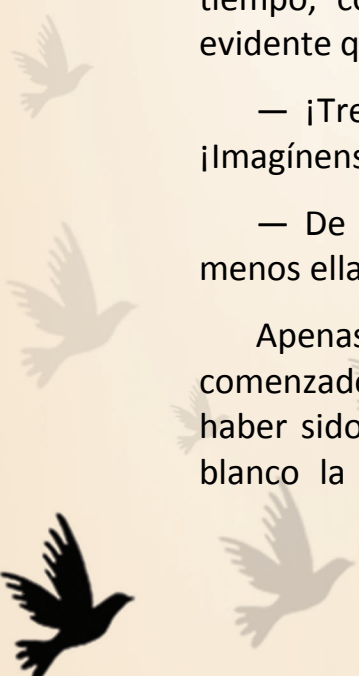 tiempo, co
evidente q
— ¡Tre
¡Imagínens
— De
menos ella
Apenas
comenzado
haber sido
blanco la